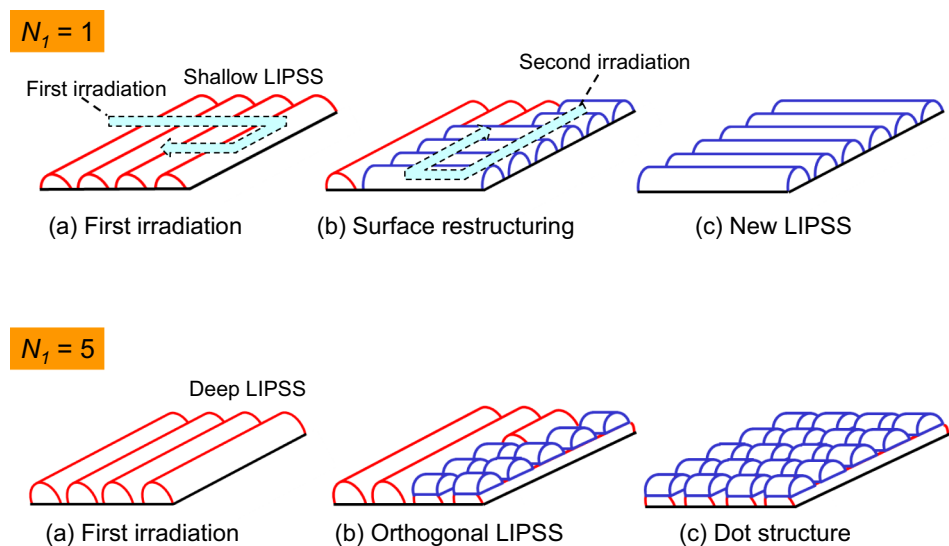 N₁ = 1
Shallow LIPSS
First irradiation
Second irradiation
(a) First irradiation
(b) Surface restructuring
(c) New LIPSS
N₁ = 5
Deep LIPSS
(a) First irradiation
(b) Orthogonal LIPSS
(c) Dot structure